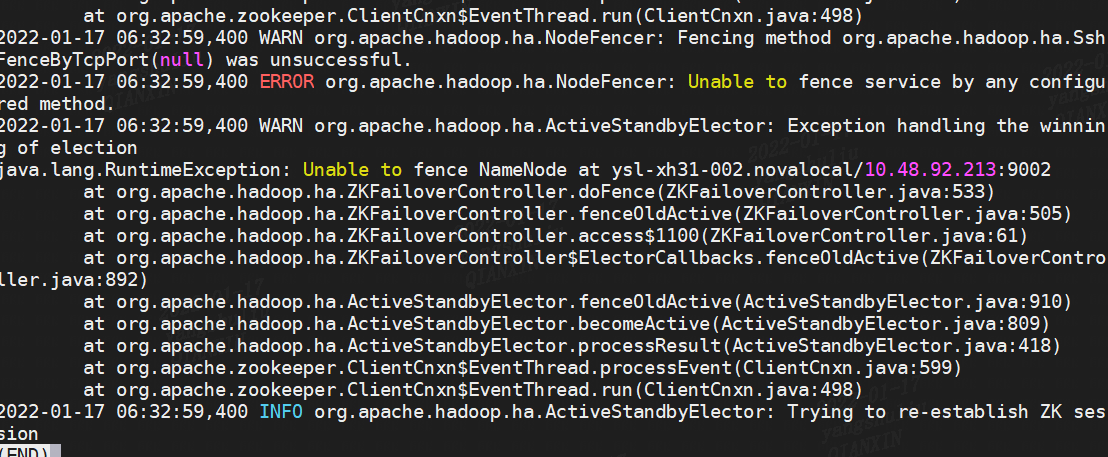 at org.apache.zookeeper.ClientCnxn$EventThread.run(ClientCnxn.java:498)
2022-01-17 06:32:59,400 WARN org.apache.hadoop.ha.NodeFencer: Fencing method org.apache.hadoop.ha.Ssh
FenceByTcpPort(null) was unsuccessful.
2022-01-17 06:32:59,400 ERROR org.apache.hadoop.ha.NodeFencer: Unable to fence service by any configu
red method.
2022-01-17 06:32:59,400 WARN org.apache.hadoop.ha.ActiveStandbyElector: Exception handling the winnin
g of election
java.lang.RuntimeException: Unable to fence NameNode at ysl-xh31-002.novalocal/10.48.92.213:9002
        at org.apache.hadoop.ha.ZKFailoverController.doFence(ZKFailoverController.java:533)
        at org.apache.hadoop.ha.ZKFailoverController.fenceOldActive(ZKFailoverController.java:505)
        at org.apache.hadoop.ha.ZKFailoverController.access$1100(ZKFailoverController.java:61)
        at org.apache.hadoop.ha.ZKFailoverController$ElectorCallbacks.fenceOldActive(ZKFailoverContro
ller.java:892)
        at org.apache.hadoop.ha.ActiveStandbyElector.fenceOldActive(ActiveStandbyElector.java:910)
        at org.apache.hadoop.ha.ActiveStandbyElector.becomeActive(ActiveStandbyElector.java:809)
        at org.apache.hadoop.ha.ActiveStandbyElector.processResult(ActiveStandbyElector.java:418)
        at org.apache.zookeeper.ClientCnxn$EventThread.processEvent(ClientCnxn.java:599)
        at org.apache.zookeeper.ClientCnxn$EventThread.run(ClientCnxn.java:498)
2022-01-17 06:32:59,400 INFO org.apache.hadoop.ha.ActiveStandbyElector: Trying to re-establish ZK ses
sion
(END)